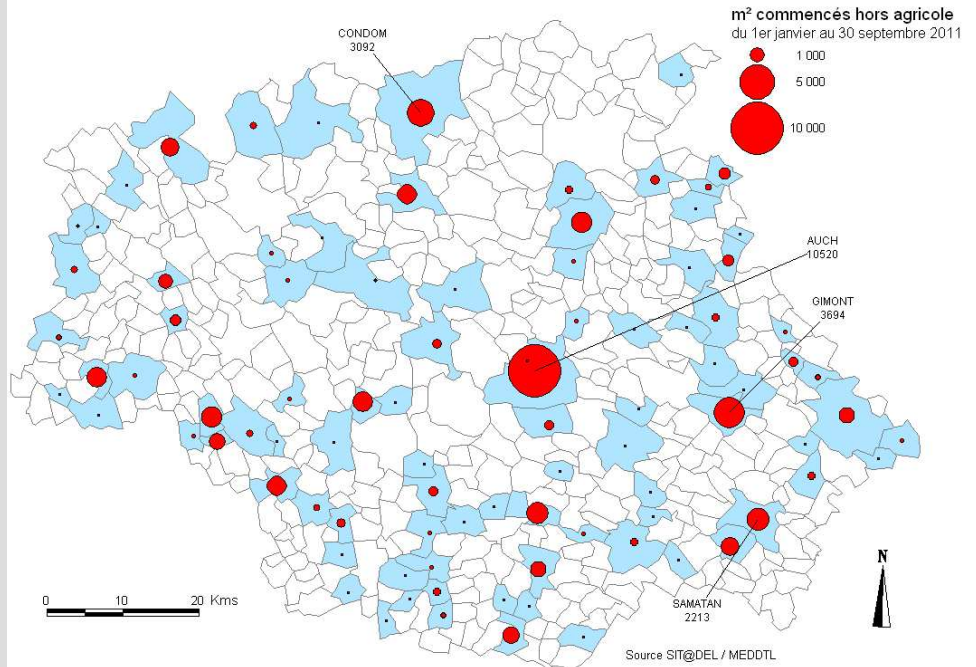 m² commencés hors agricole
du 1er janvier au 30 septembre 2011
1 000
5 000
10 000
CONDOM
3092
AUCH
10520
GIMONT
3694
SAMATAN
2213
N
0 10 20 Kms
Source SIT@DEL / MEDDTL